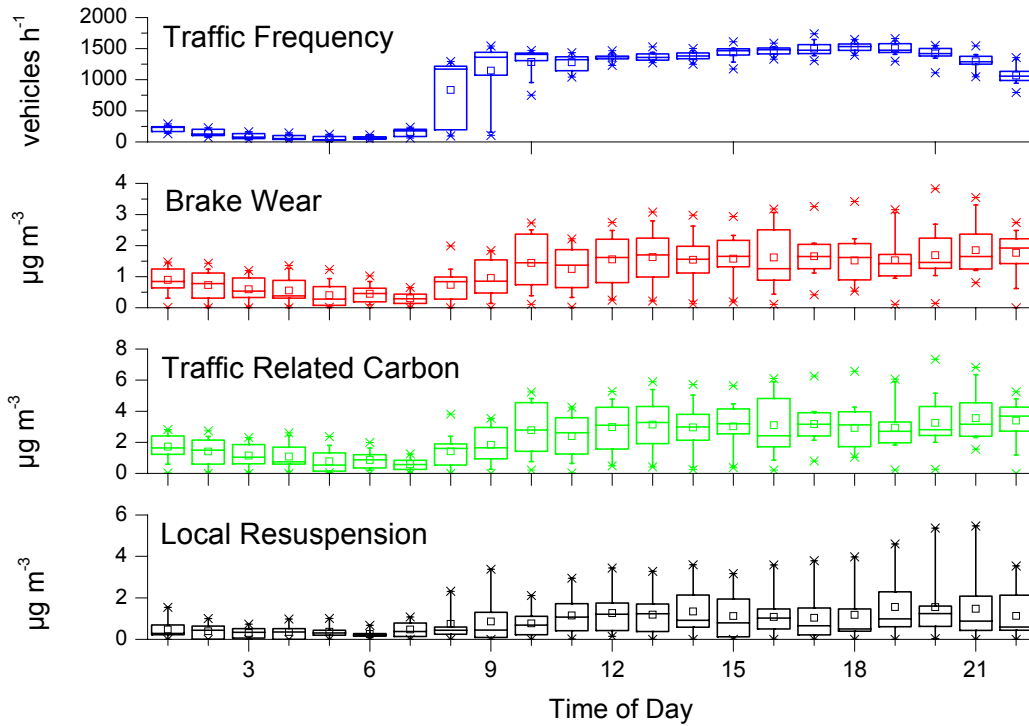 Traffic Frequency
vehicles h⁻¹
2000
1500
1000
500
0
Brake Wear
µg m⁻³
4
3
2
1
0
Traffic Related Carbon
µg m⁻³
8
6
4
2
0
Local Resuspension
µg m⁻³
6
4
2
0
3 6 9 12 15 18 21
Time of Day